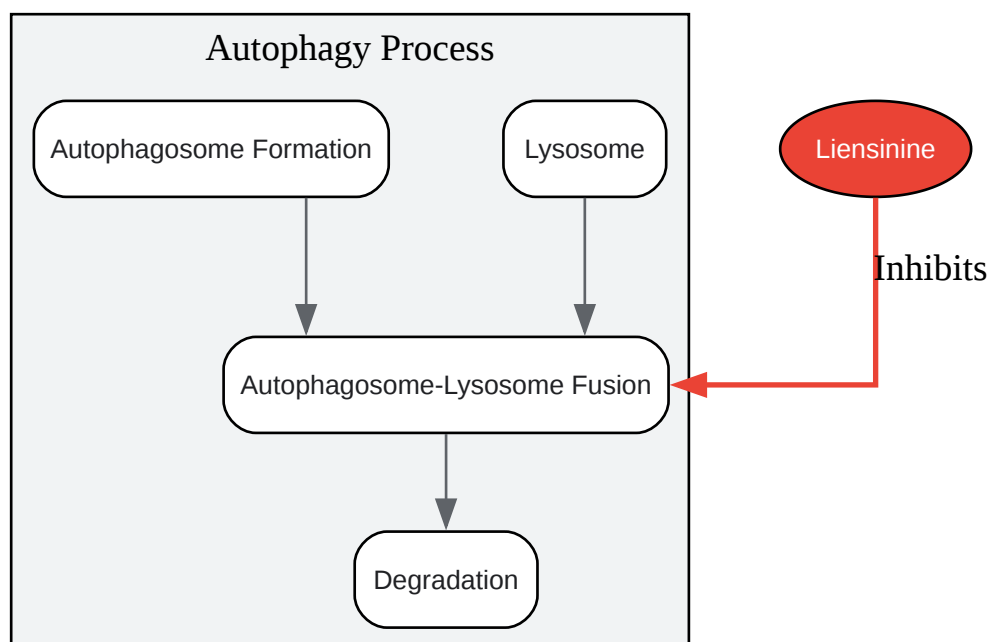 Autophagy Process
Autophagosome Formation
Lysosome
Liensinine
Inhibits
Autophagosome-Lysosome Fusion
Degradation